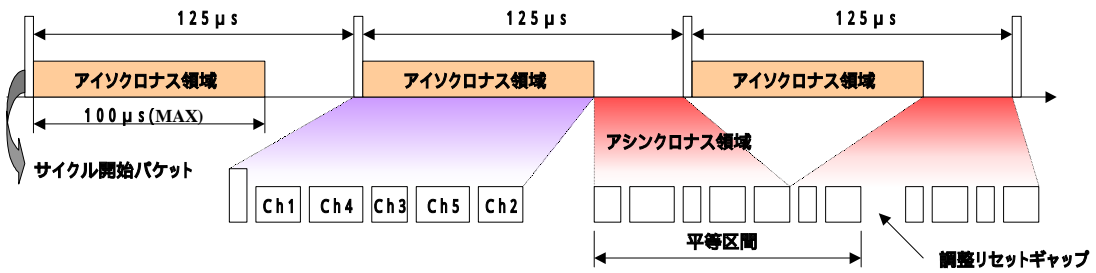 125μs
125μs
125μs
アイソクロナス領域
アイソクロナス領域
アイソクロナス領域
100μs(MAX)
アシンクロナス領域
サイクル開始パケット
Ch1 Ch4 Ch3 Ch5 Ch2
平等区間
調整リセットギャップ